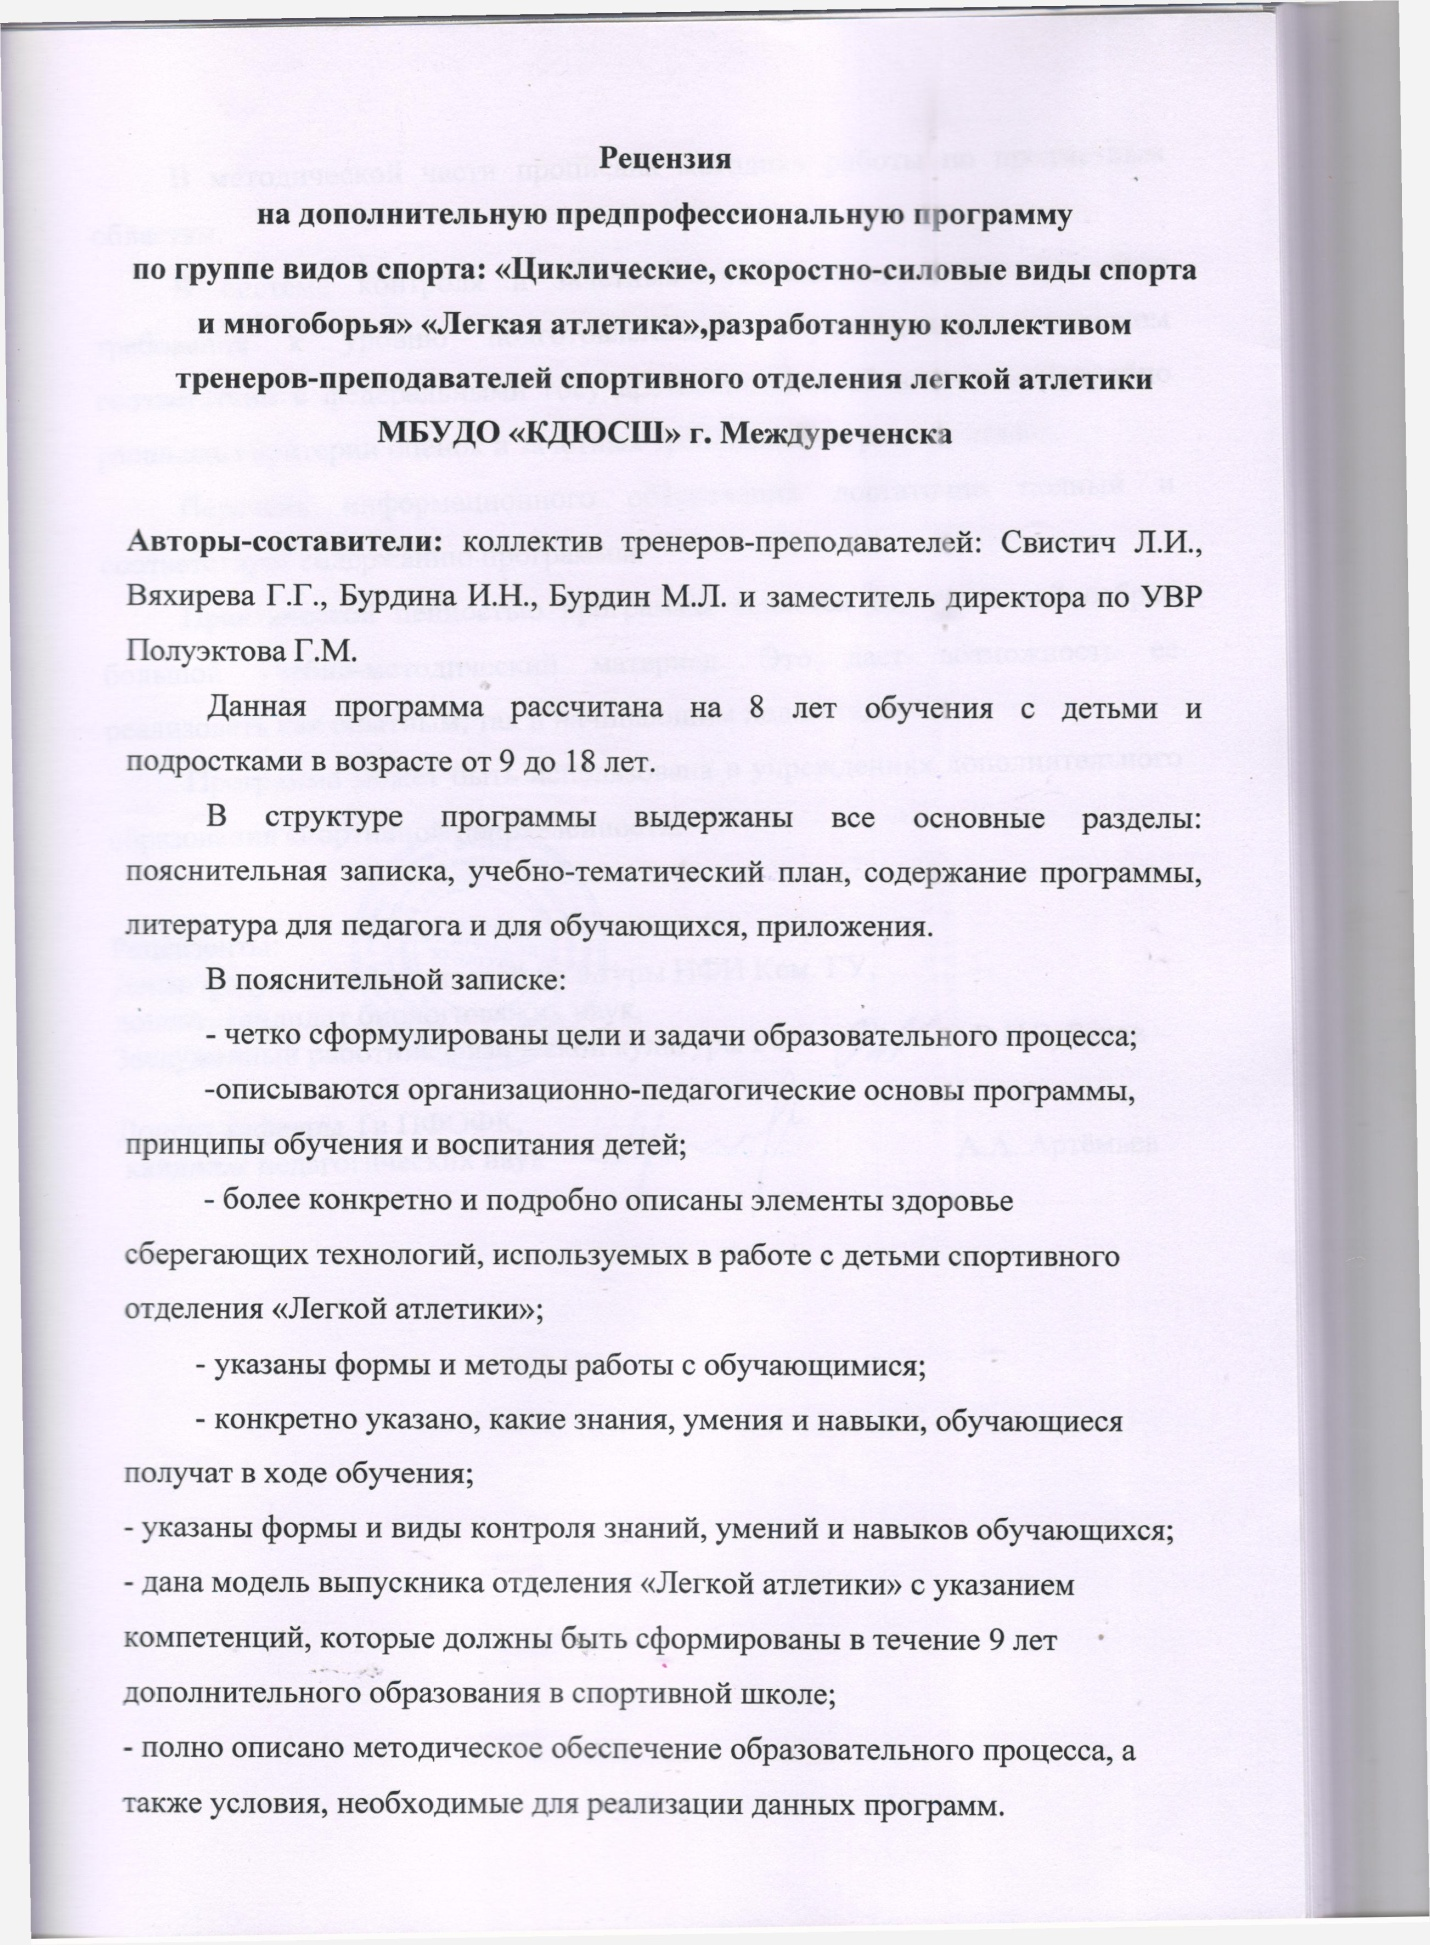 Рецензия
на дополнительную предпрофессиональную программу
по группе видов спорта: «Циклические, скоростно-силовые виды спорта
и многоборья» «Легкая атлетика»,разработанную коллективом
тренеров-преподавателей спортивного отделения легкой атлетики
МБУДО «КДЮСШ» г. Междуреченска
Авторы-составители: коллектив тренеров-преподавателей: Свистич Л.И.,
Вяхирева Г.Г., Бурдина И.Н., Бурдин М.Л. и заместитель директора по УВР
Полуэктова Г.М.
Данная программа рассчитана на 8 лет обучения с детьми и
подростками в возрасте от 9 до 18 лет.
В структуре программы выдержаны все основные разделы:
пояснительная записка, учебно-тематический план, содержание программы,
литература для педагога и для обучающихся, приложения.
В пояснительной записке:
- четко сформулированы цели и задачи образовательного процесса;
-описываются организационно-педагогические основы программы,
принципы обучения и воспитания детей;
- более конкретно и подробно описаны элементы здоровье
сберегающих технологий, используемых в работе с детьми спортивного
отделения «Легкой атлетики»;
- указаны формы и методы работы с обучающимися;
- конкретно указано, какие знания, умения и навыки, обучающиеся
получат в ходе обучения;
- указаны формы и виды контроля знаний, умений и навыков обучающихся;
- дана модель выпускника отделения «Легкой атлетики» с указанием
компетенций, которые должны быть сформированы в течение 9 лет
дополнительного образования в спортивной школе;
- полно описано методическое обеспечение образовательного процесса, а
также условия, необходимые для реализации данных программ.